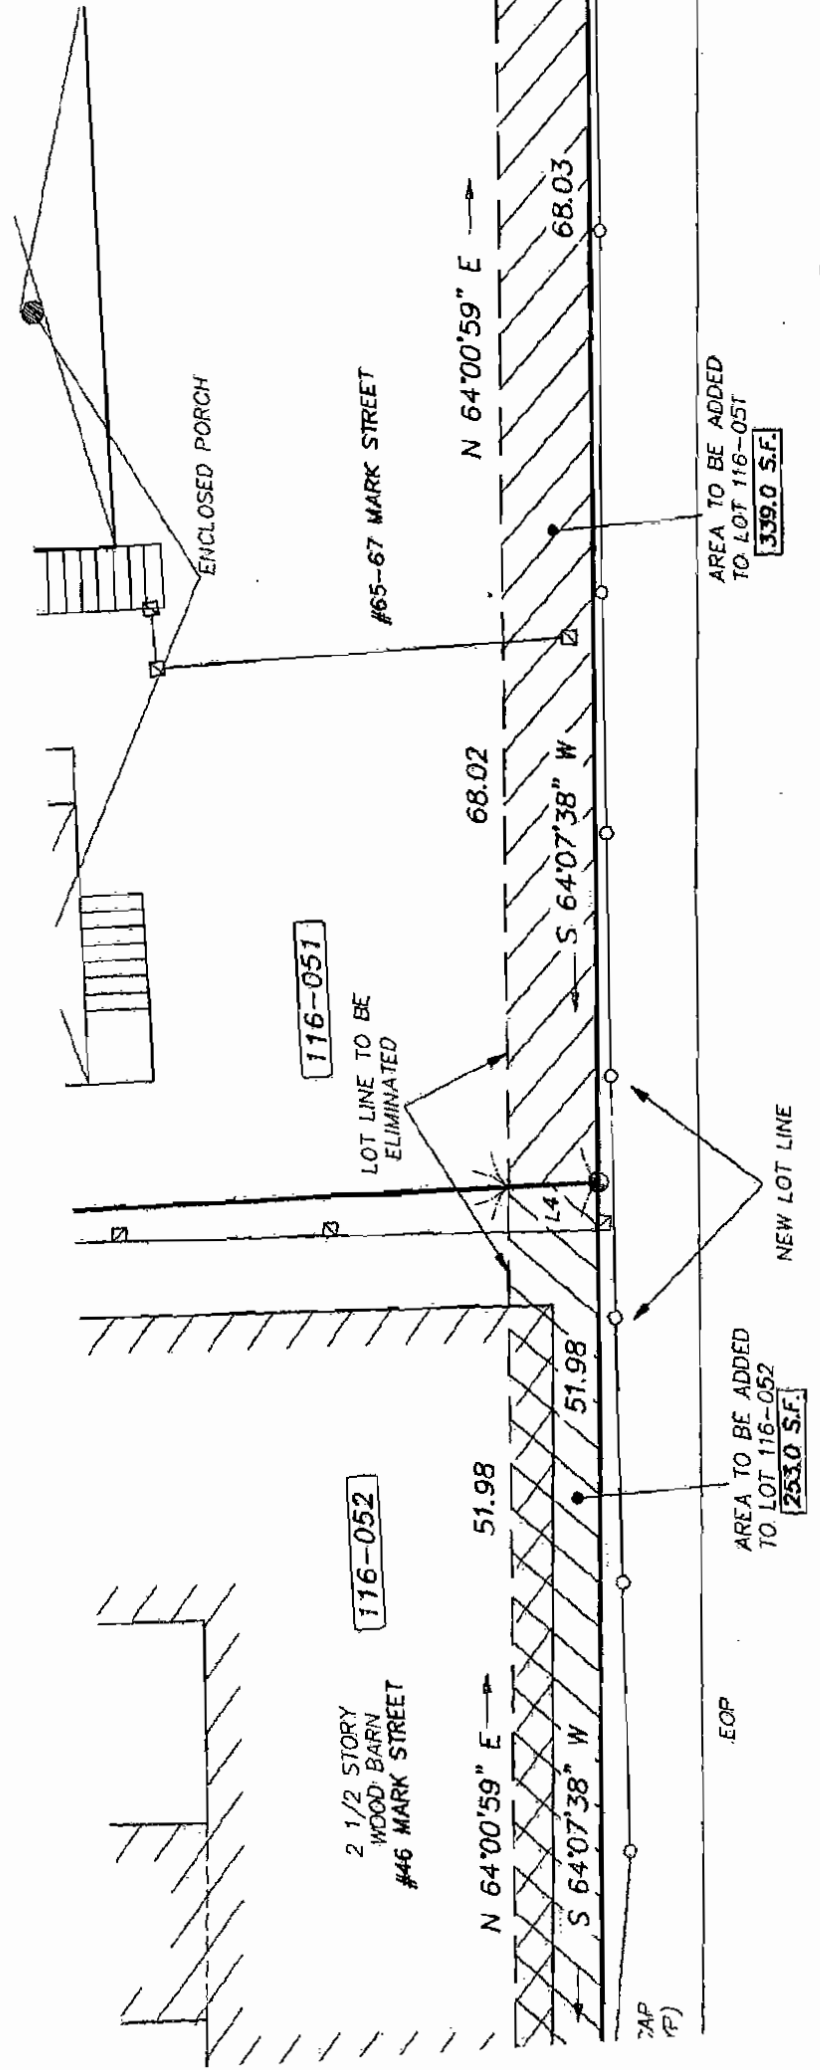 ENCLOSED PORCH
#65-67 MARK STREET
N 64°00'59" E
68.03
68.02
S 64°07'38" W
AREA TO BE ADDED
TO LOT 116-051
339.0 S.F.
116-051
LOT LINE TO BE
ELIMINATED
L4
NEW LOT LINE
51.98
51.98
116-052
2 1/2 STORY
WOOD BARN
#46 MARK STREET
N 64°00'59" E
S 64°07'38" W
AREA TO BE ADDED
TO LOT 116-052
253.0 S.F.
EOP